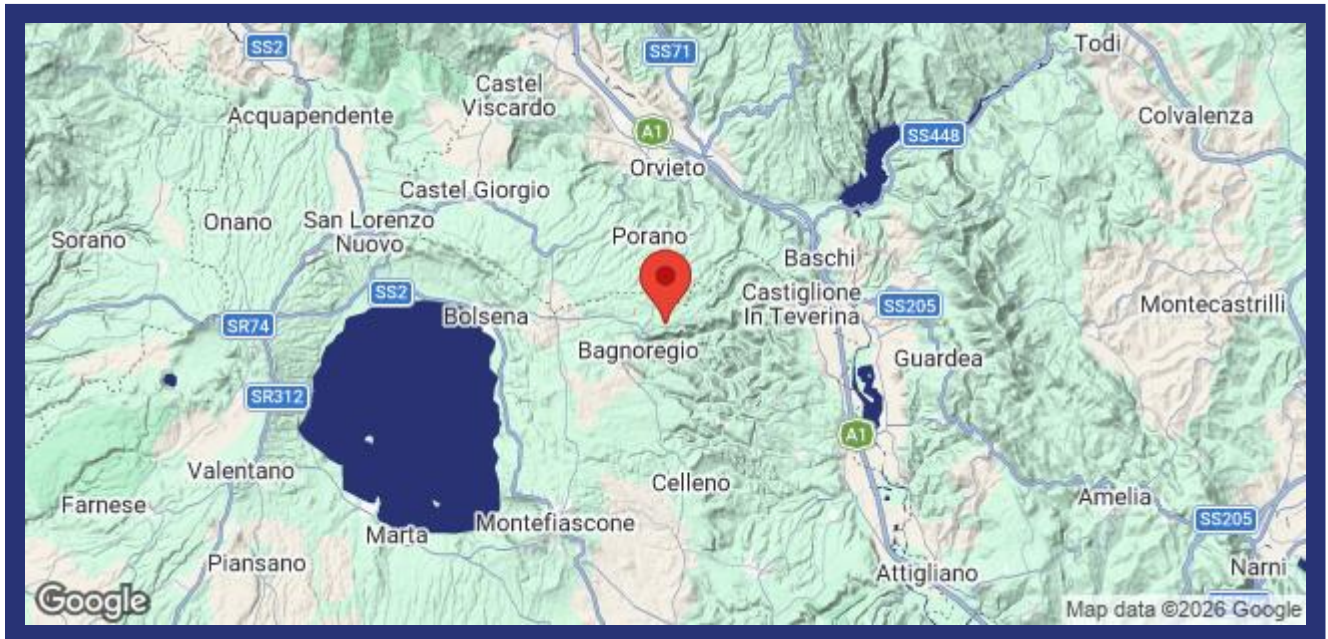 SS2
SS71
Todi
Castel
Viscardo
Acquapendente
Colvalenza
A1
SS448
Orvieto
Castel Giorgio
Onano
San Lorenzo
Nuovo
Sorano
Porano
Baschi
SS2
Castiglione
In Teverina
SS205
Montecastrilli
SR74
Bolsena
Bagnoregio
Guardea
SR312
A1
Valentano
Celleno
Farnese
Amelia
Marta
Montefiascone
SS205
Piansano
Attigliano
Narni
Google
Map data ©2026 Google